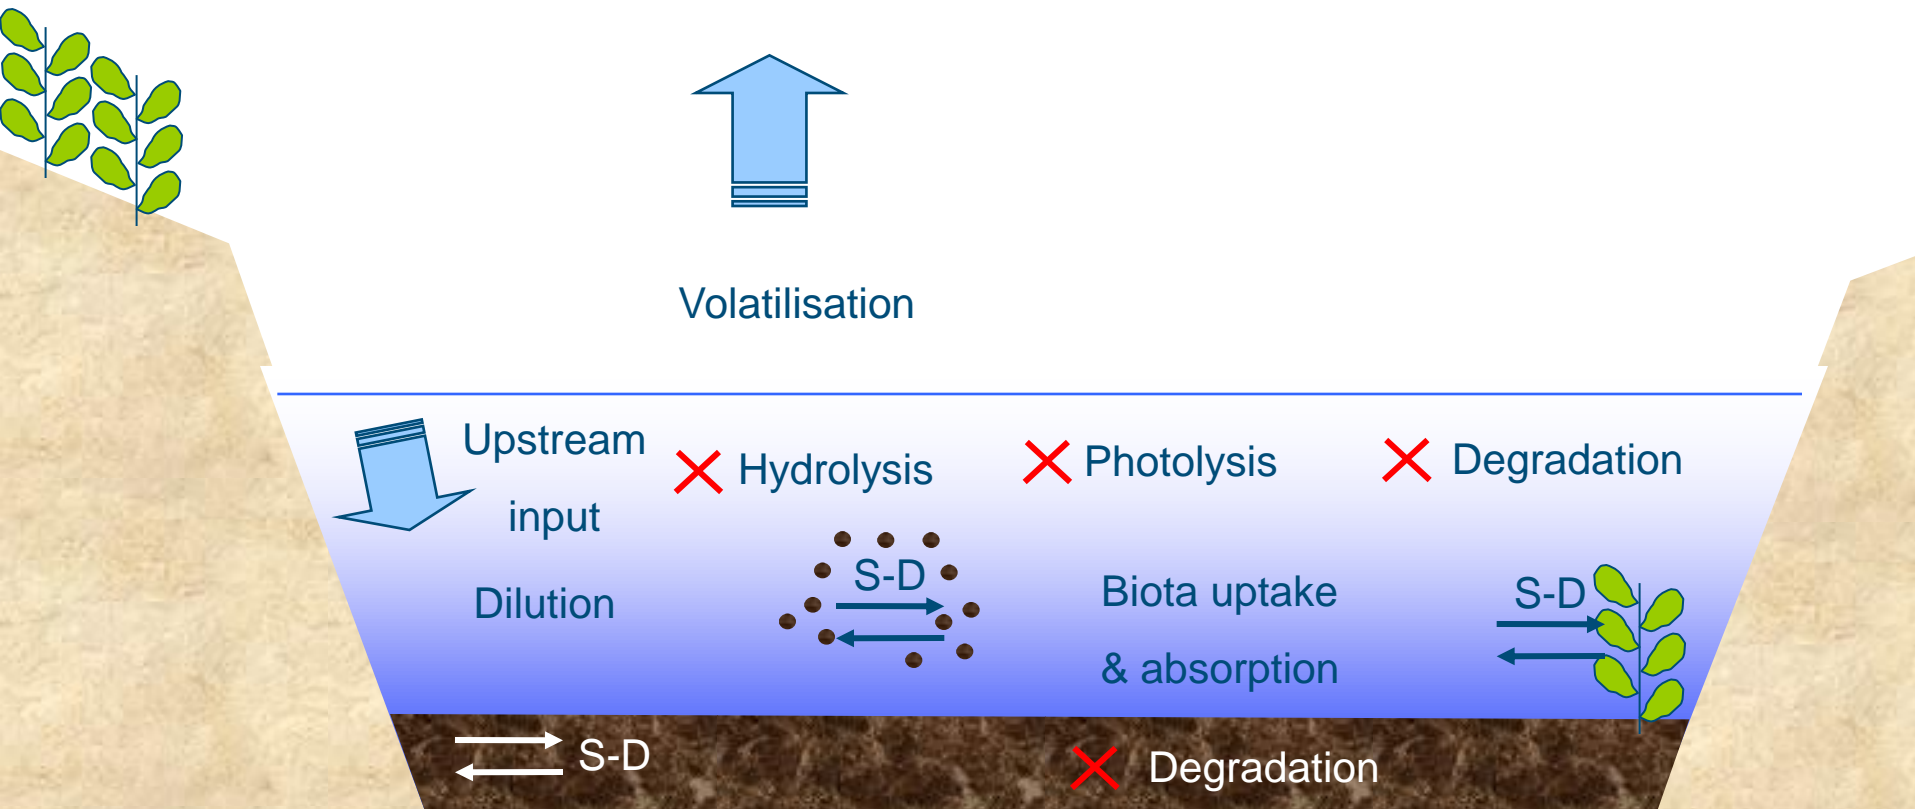 Volatilisation
Upstream
input
Hydrolysis
Photolysis
Degradation
Dilution
S-D
Biota uptake
& absorption
S-D
S-D
Degradation